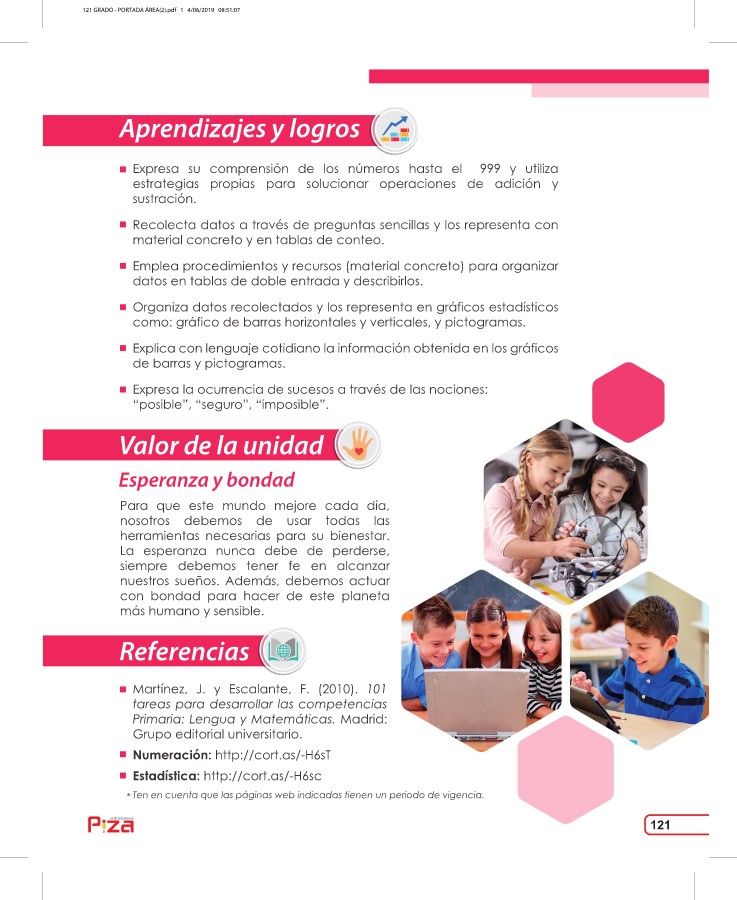 121 GRADO - PORTADA ÁREA(2).pdf 1 4/06/2019 08:51:07
Aprendizajes y logros
Expresa su comprensión de los números hasta el 999 y utiliza
estrategias propias para solucionar operaciones de adición y
sustración.
Recolecta datos a través de preguntas sencillas y los representa con
material concreto y en tablas de conteo.
Emplea procedimientos y recursos (material concreto) para organizar
datos en tablas de doble entrada y describirlos.
Organiza datos recolectados y los representa en gráficos estadísticos
como: gráfico de barras horizontales y verticales, y pictogramas.
Explica con lenguaje cotidiano la información obtenida en los gráficos
de barras y pictogramas.
Expresa la ocurrencia de sucesos a través de las nociones:
“posible”, “seguro”, “imposible”.
Valor de la unidad
Esperanza y bondad
Para que este mundo mejore cada día,
nosotros debemos de usar todas las
herramientas necesarias para su bienestar.
La esperanza nunca debe de perderse,
siempre debemos tener fe en alcanzar
nuestros sueños. Además, debemos actuar
con bondad para hacer de este planeta
más humano y sensible.
Referencias
Martínez, J. y Escalante, F. (2010). 101
tareas para desarrollar las competencias
Primaria: Lengua y Matemáticas. Madrid:
Grupo editorial universitario.
Numeración: http://cort.as/-H6sT
Estadística: http://cort.as/-H6sc
* Ten en cuenta que las páginas web indicadas tienen un periodo de vigencia.
ediciones
Piza
121